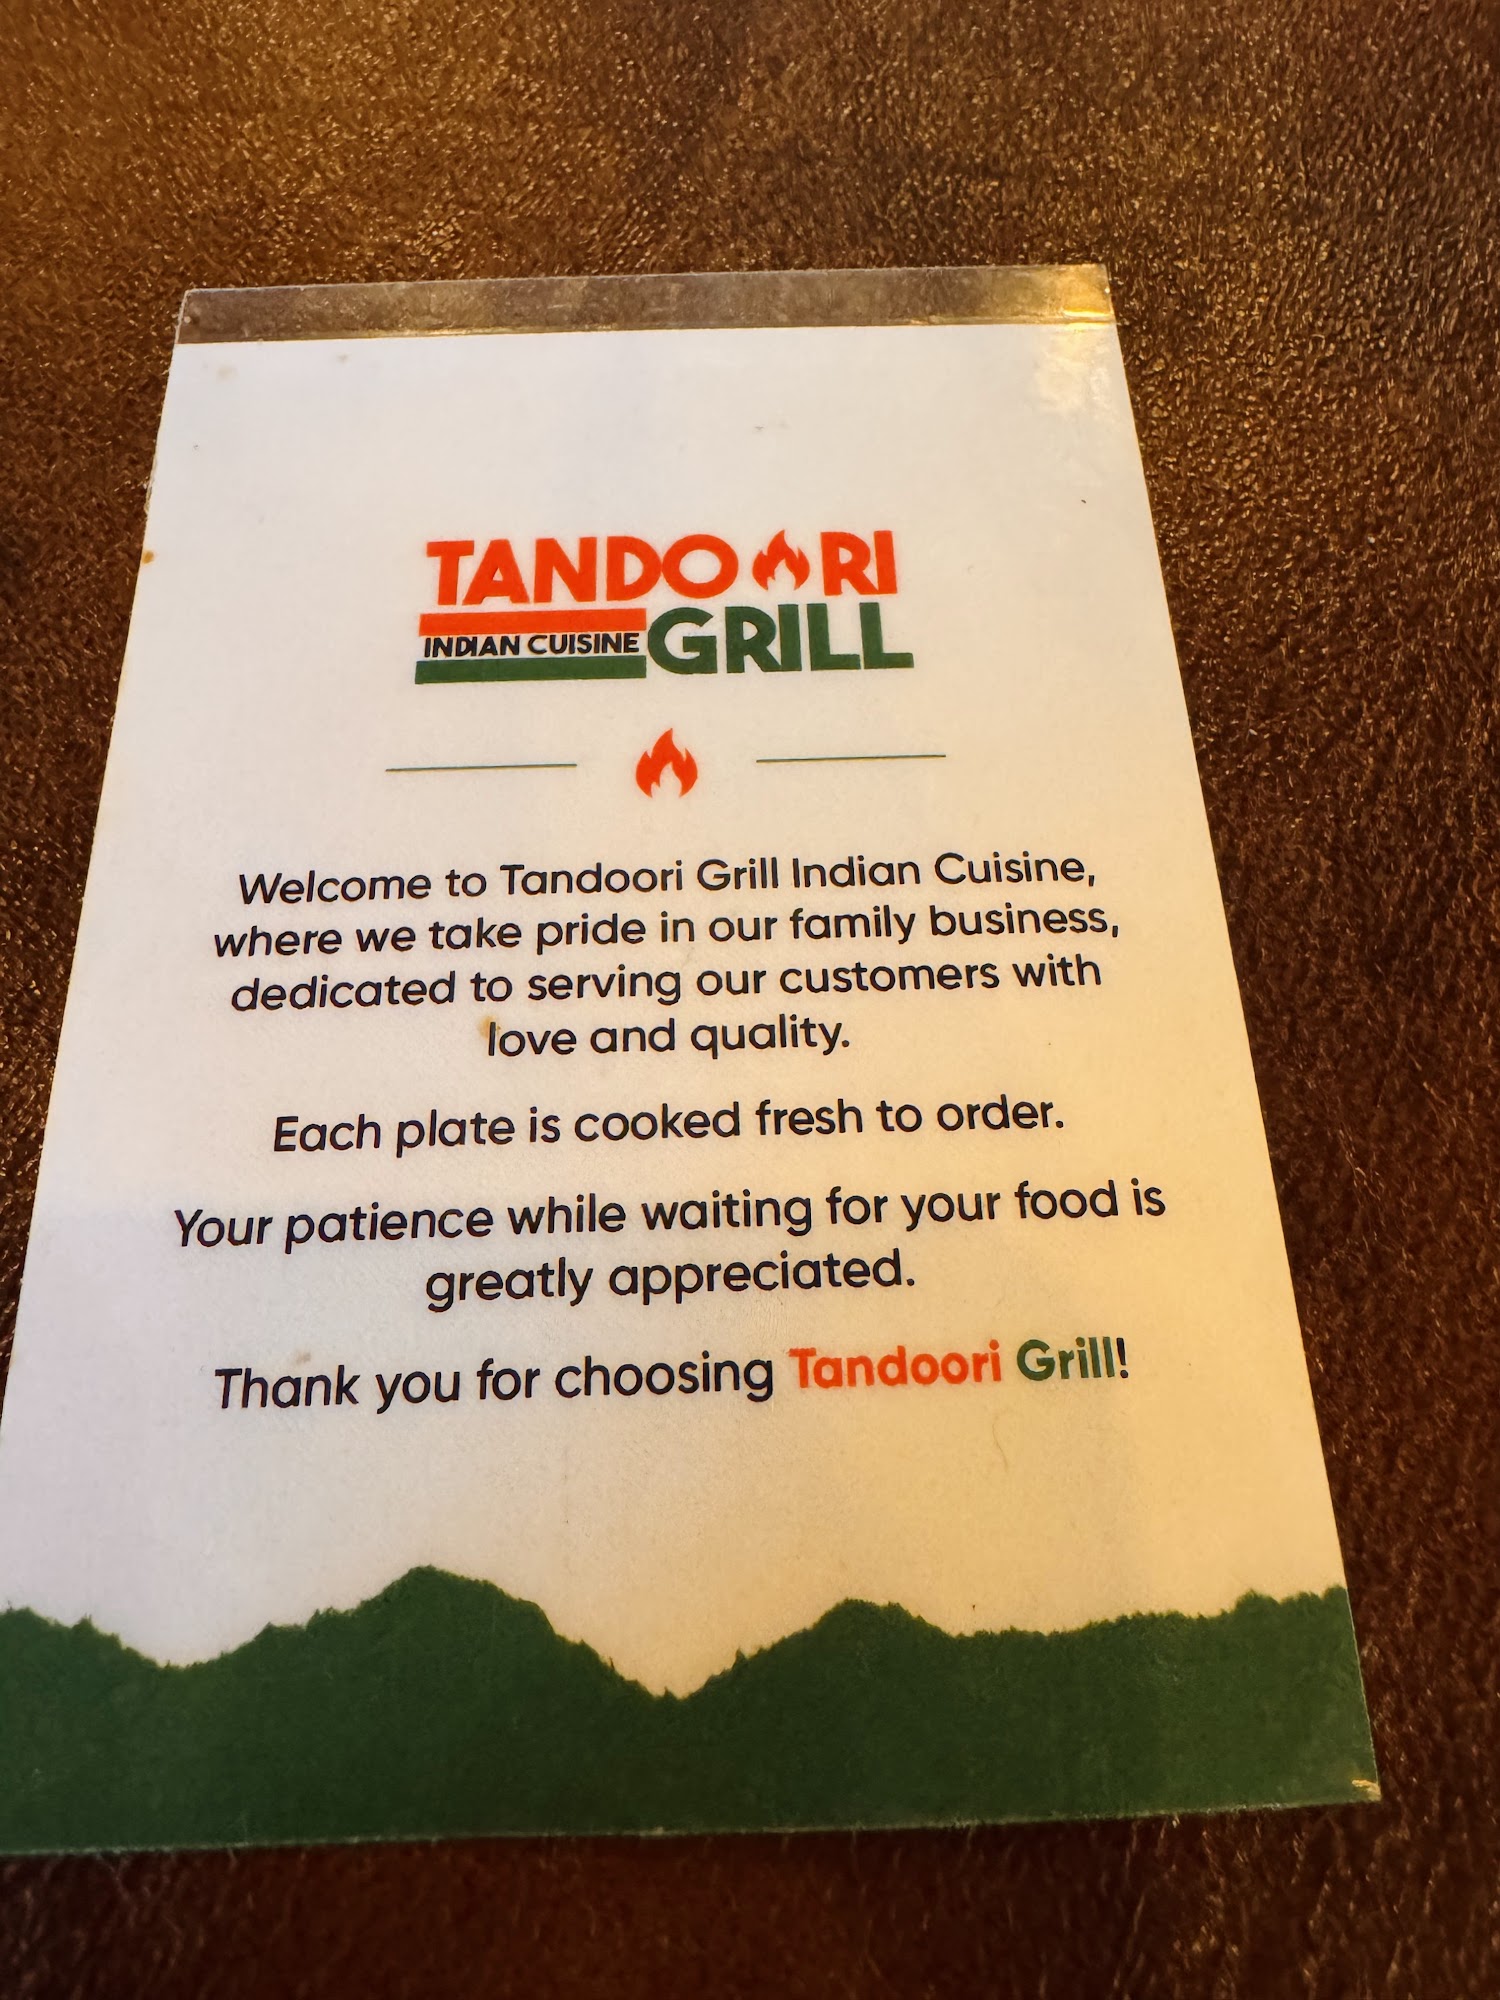 TANDOORI
INDIAN CUISINE GRILL
Welcome to Tandoori Grill Indian Cuisine,
where we take pride in our family business,
dedicated to serving our customers with
love and quality.
Each plate is cooked fresh to order.
Your patience while waiting for your food is
greatly appreciated.
Thank you for choosing Tandoori Grill!